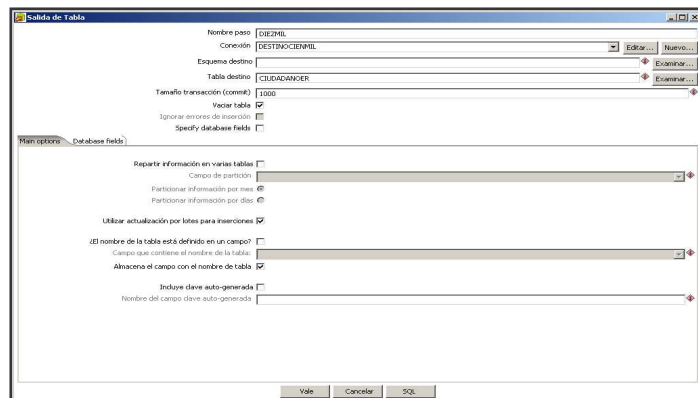 Salida de Tabla
Nombre paso DIEZMIL
Conexión DESTINOCIENMIL Editar... Nuevo...
Esquema destino Examinar...
Tabla destino CIUDADANOER Examinar...
Tamaño transacción (commit) 1000
Vaciar tabla
Ignorar errores de inserción
Specify database fields
Main options Database fields
Repartir información en varias tablas
Campo de partición
Particionar información por mes
Particionar información por días
Utilizar actualización por lotes para inserciones
¿El nombre de la tabla está definido en un campo?
Campo que contiene el nombre de la tabla:
Almacena el campo con el nombre de tabla
Incluye clave auto-generada
Nombre del campo clave auto-generada
Vale Cancelar SQL